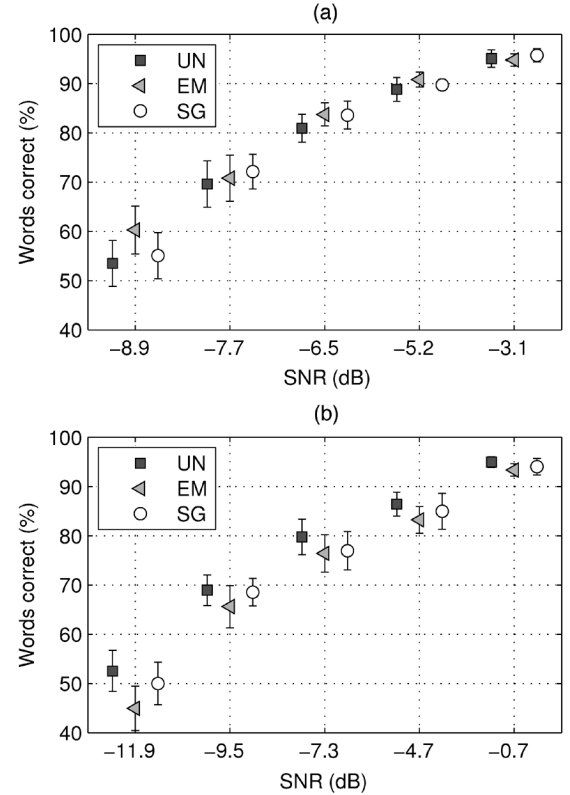 (a)
100
90
80
70
60
50
40
Words correct (%)
UN
EM
SG
−8.9 −7.7 −6.5 −5.2 −3.1
SNR (dB)
(b)
100
90
80
70
60
50
40
Words correct (%)
UN
EM
SG
−11.9 −9.5 −7.3 −4.7 −0.7
SNR (dB)